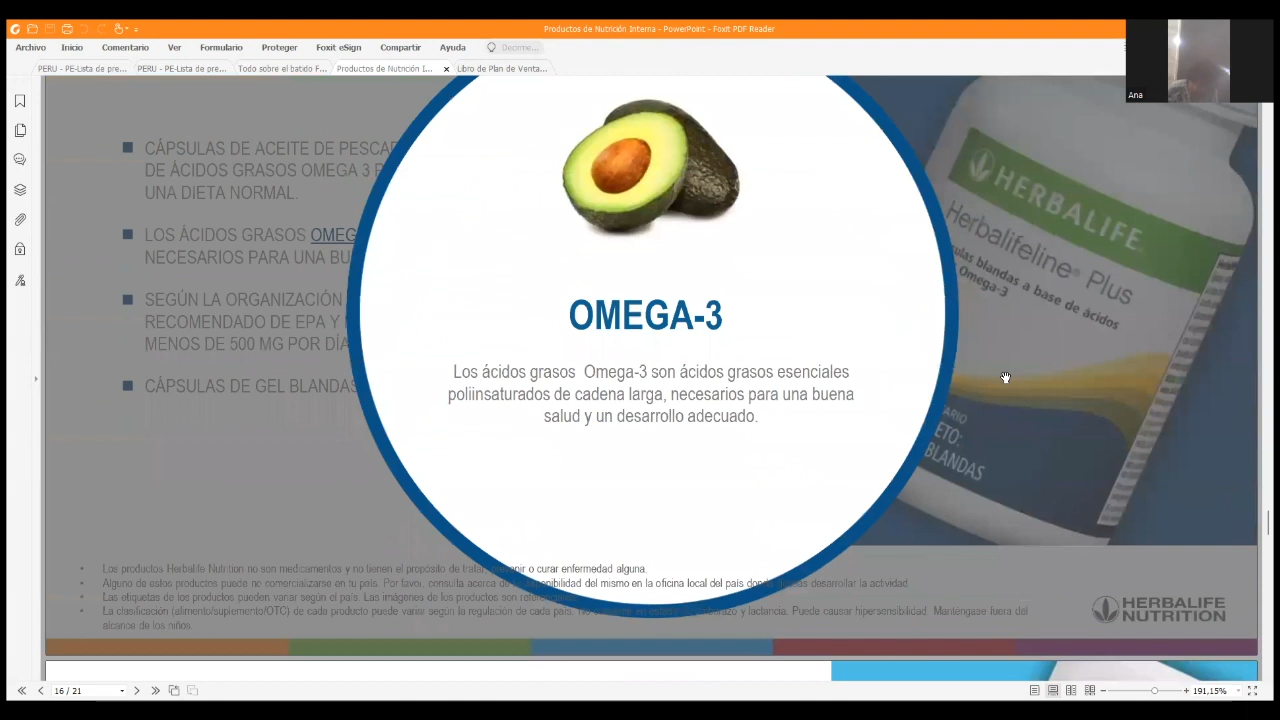 Productos de Nutrición Interna - PowerPoint - Foxit PDF Reader
Archivo Inicio Comentario Ver Formulario Proteger Foxit eSign Compartir Ayuda Decirme...
PERU - PE-Lista de pre... PERU - PE-Lista de pre... Todo sobre el batido F... Productos de Nutrición I... Libro de Plan de Venta...
Ana
CÁPSULAS DE ACEITE DE PESCAD
DE ÁCIDOS GRASOS OMEGA 3 P
UNA DIETA NORMAL.
LOS ÁCIDOS GRASOS OMEG
NECESARIOS PARA UNA BU
SEGÚN LA ORGANIZACIÓN
RECOMENDADO DE EPA Y
MENOS DE 500 MG POR DÍA
CÁPSULAS DE GEL BLANDAS
OMEGA-3
Los ácidos grasos Omega-3 son ácidos grasos esenciales
poliinsaturados de cadena larga, necesarios para una buena
salud y un desarrollo adecuado.
HERBALIFE
Herbalifeline® Plus
ulas blandas a base de ácidos
Omega-3
ETO:
BLANDAS
Los productos Herbalife Nutrition no son medicamentos y no tienen el propósito de tratar, prevenir o curar enfermedad alguna.
Alguno de estos productos puede no comercializarse en tu país. Por favor, consulta acerca de la disponibilidad del mismo en la oficina local del país donde desarrollar la actividad.
Las etiquetas de los productos pueden variar según el país. Las imágenes de los productos son
La clasificación (alimento/suplemento/OTC) de cada producto puede variar según la regulación de cada país. y lactancia. Puede causar hipersensibilidad. Manténgase fuera del
alcance de los niños.
HERBALIFE
NUTRITION
16 / 21
191,15%